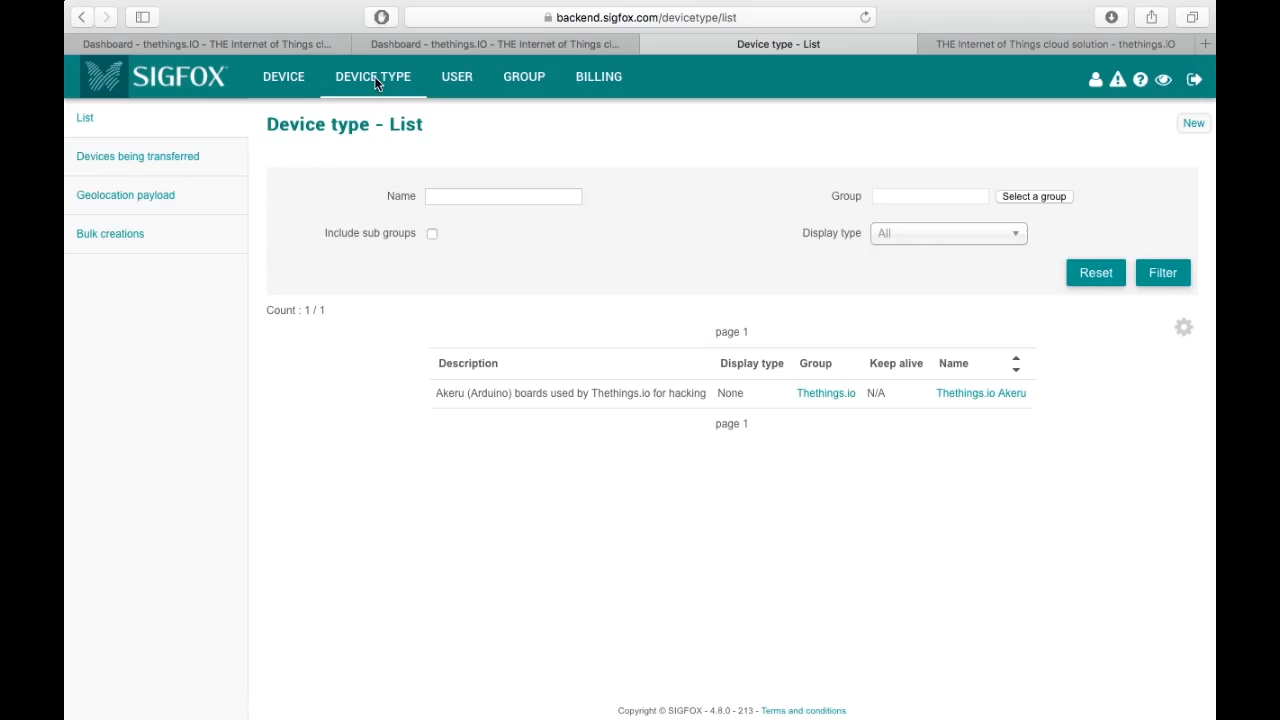 backend.sigfox.com/devicetype/list
Dashboard - thethings.IO - THE Internet of Things cl...
Dashboard - thethings.IO - THE Internet of Things cl...
Device type - List
THE Internet of Things cloud solution - thethings.iO
SIGFOX
DEVICE
DEVICE TYPE
USER
GROUP
BILLING
List
Devices being transferred
Geolocation payload
Bulk creations
Device type - List
New
Name
Group
Select a group
Include sub groups
Display type
All
Reset
Filter
Count : 1 / 1
page 1
Description Display type Group Keep alive Name
Akeru (Arduino) boards used by Thethings.io for hacking None Thethings.io N/A Thethings.io Akeru
page 1
Copyright © SIGFOX - 4.8.0 - 213 - Terms and conditions